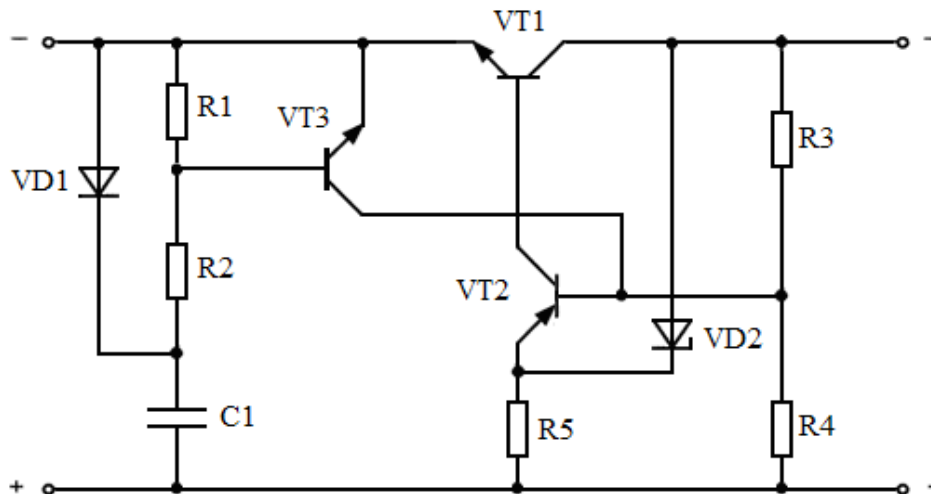 VT1
−
−
R1
VT3
R3
VD1
R2
VT2
VD2
C1
R5
R4
+
+